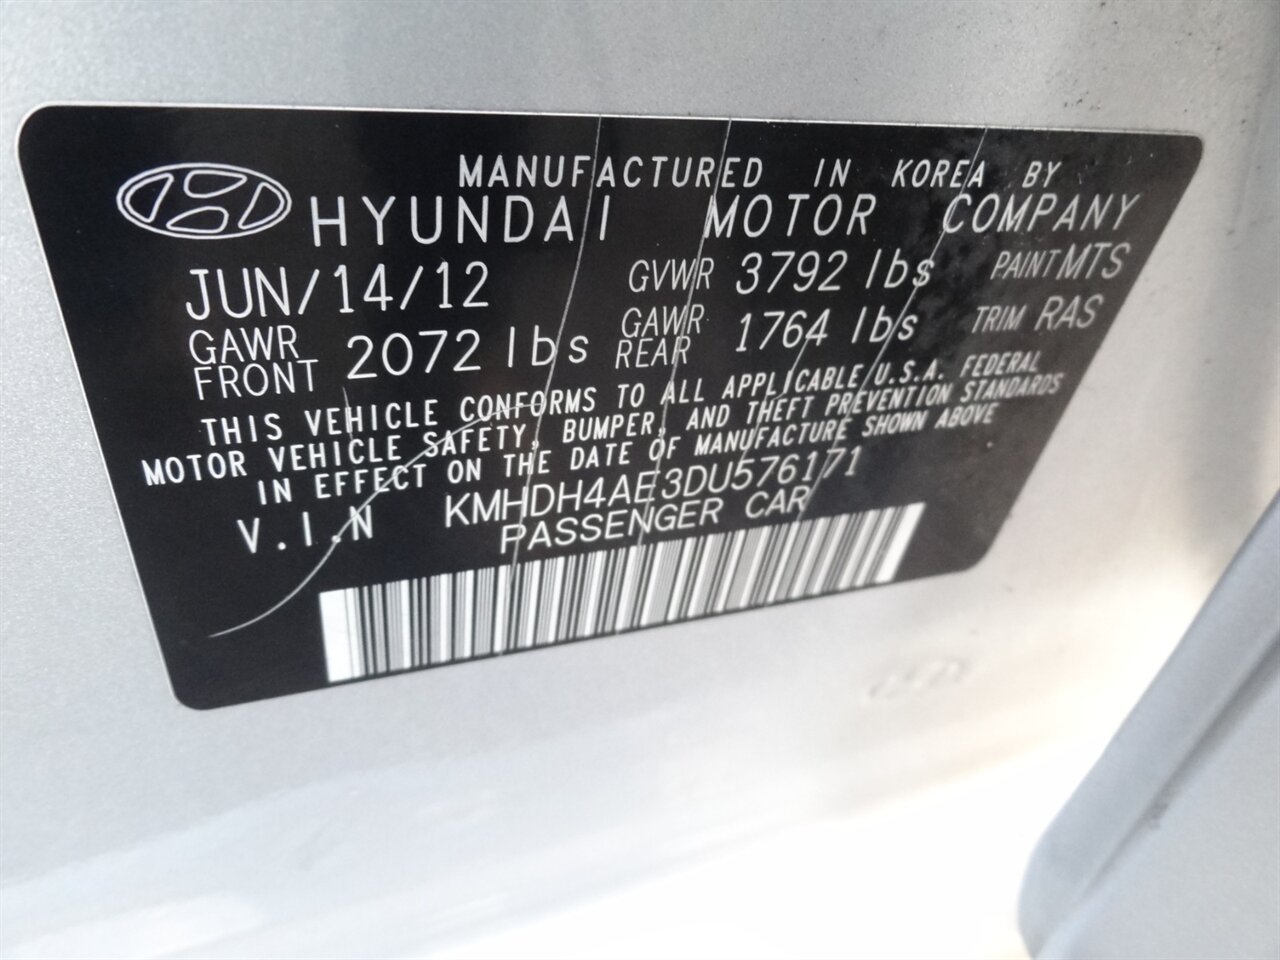 MANUFACTURED IN KOREA BY
HYUNDAI MOTOR COMPANY
JUN/14/12 GVWR 3792 lbs PAINT MTS
GAWR FRONT 2072 lbs GAWR REAR 1764 lbs TRIM RAS
THIS VEHICLE CONFORMS TO ALL APPLICABLE U.S.A. FEDERAL
MOTOR VEHICLE SAFETY, BUMPER, AND THEFT PREVENTION STANDARDS
IN EFFECT ON THE DATE OF MANUFACTURE SHOWN ABOVE
V.I.N KMHDH4AE3DU576171
PASSENGER CAR